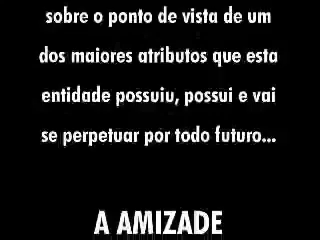 sobre o ponto de vista de um
dos maiores atributos que esta
entidade possuiu, possui e vai
se perpetuar por todo futuro...
A AMIZADE